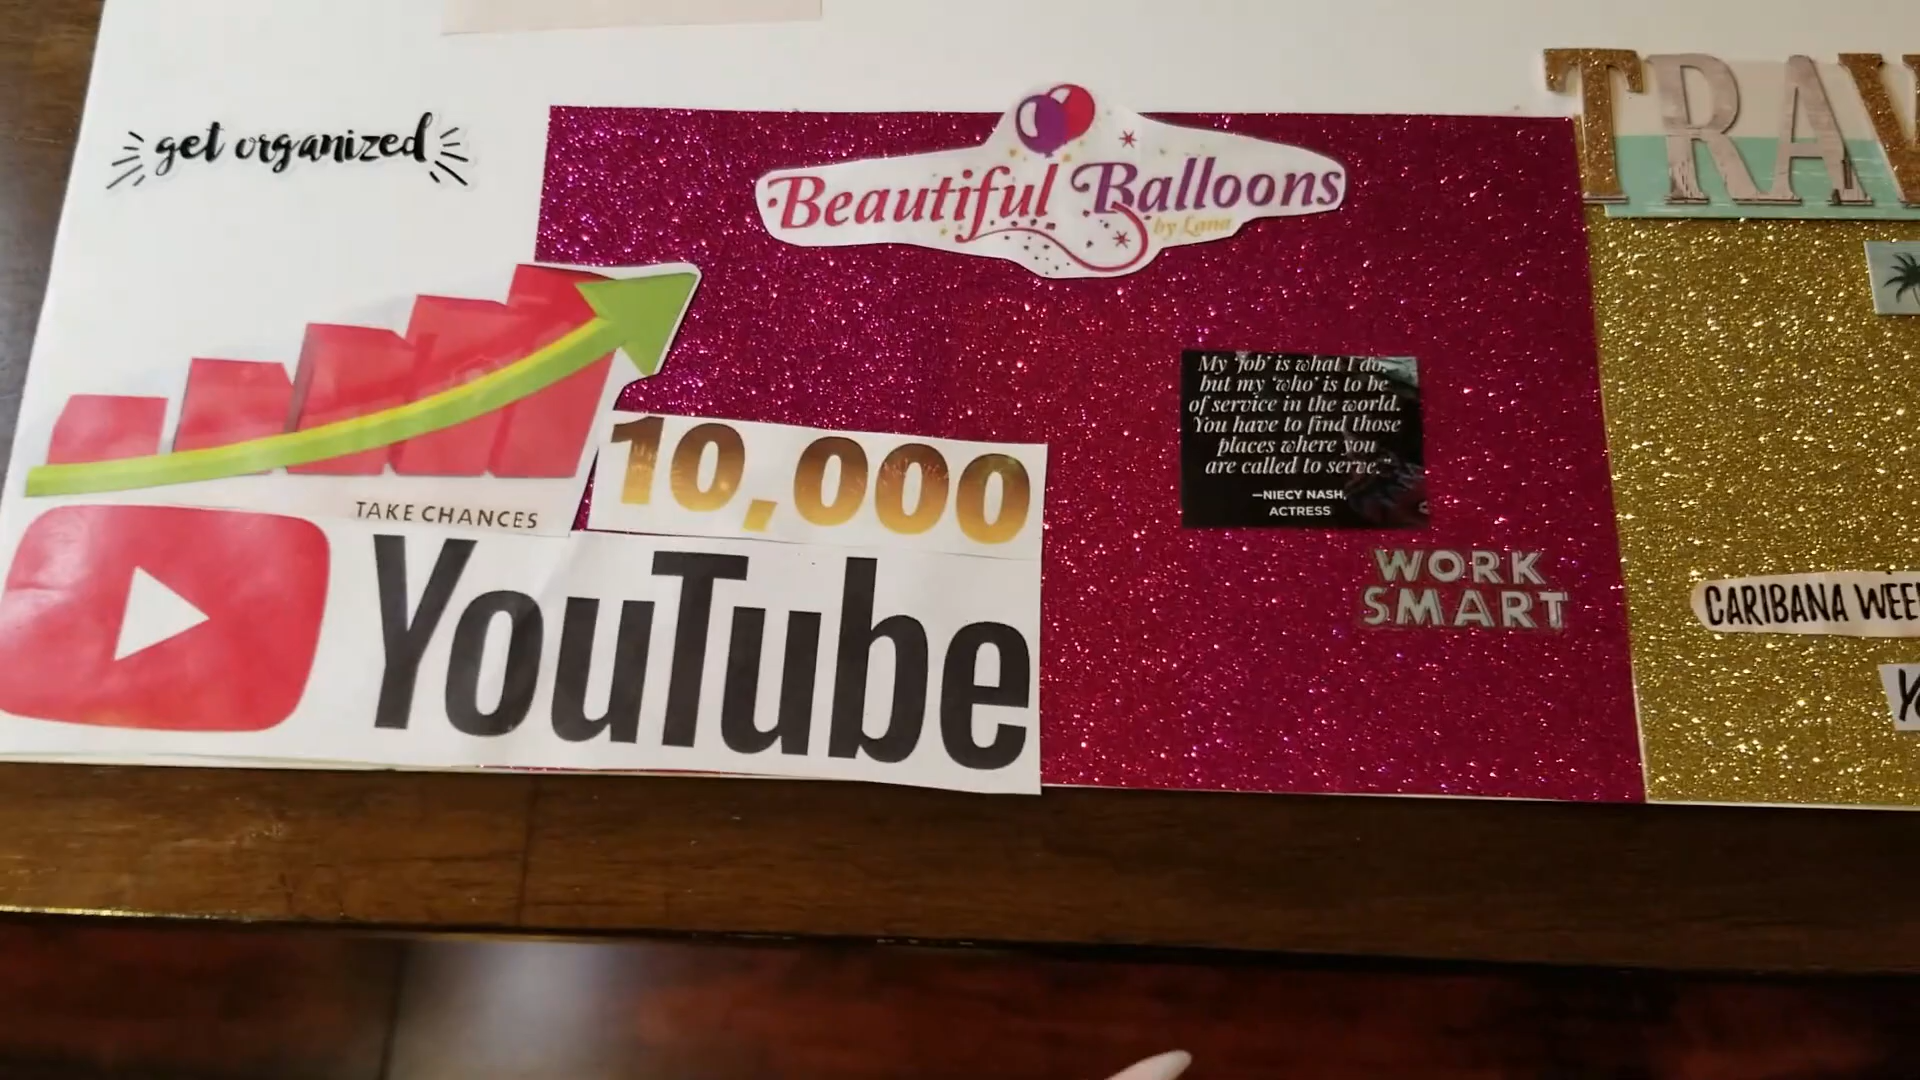 get organized
Beautiful Balloons
by Lana
TRAV
My 'job' is what I do,
but my 'who' is to be
of service in the world.
You have to find those
places where you
are called to serve."
—NIECY NASH,
ACTRESS
10,000
TAKE CHANCES
YouTube
WORK
SMART
CARIBANA WEE